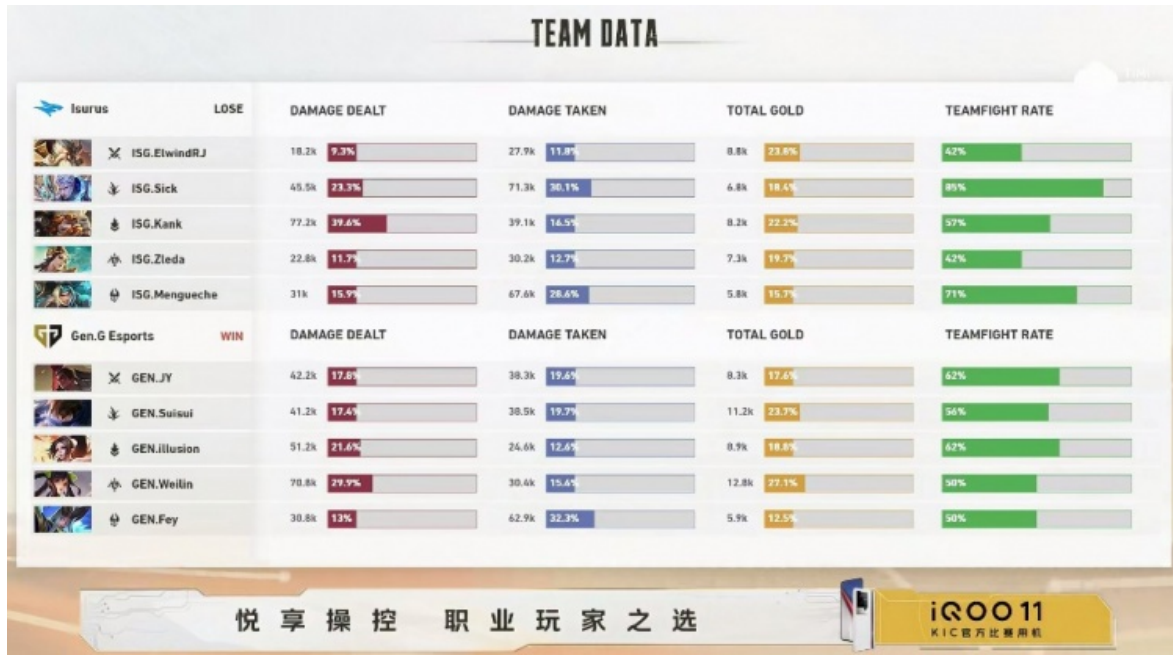 TEAM DATA
Isurus LOSE DAMAGE DEALT DAMAGE TAKEN TOTAL GOLD TEAMFIGHT RATE
ISG.ElwindRJ 18.2k 9.3% 27.9k 11.8% 8.8k 23.8% 42%
ISG.Sick 45.5k 23.3% 71.3k 30.1% 6.8k 18.4% 85%
ISG.Kank 77.2k 39.6% 39.1k 16.5% 8.2k 22.2% 57%
ISG.Zleda 22.8k 11.7% 30.2k 12.7% 7.3k 19.7% 42%
ISG.Mengueche 31k 15.9% 67.6k 28.6% 5.8k 15.7% 71%
Gen.G Esports WIN DAMAGE DEALT DAMAGE TAKEN TOTAL GOLD TEAMFIGHT RATE
GEN.JY 42.2k 17.8% 38.3k 19.6% 8.3k 17.6% 62%
GEN.Suisui 41.2k 17.4% 38.5k 19.7% 11.2k 23.7% 56%
GEN.illusion 51.2k 21.6% 24.6k 12.6% 8.9k 18.8% 62%
GEN.Weilin 70.8k 29.9% 30.4k 15.6% 12.8k 27.1% 50%
GEN.Fey 30.8k 13% 62.9k 32.3% 5.9k 12.5% 50%
悦享操控 职业玩家之选
iQOO 11
KIC官方比赛用机